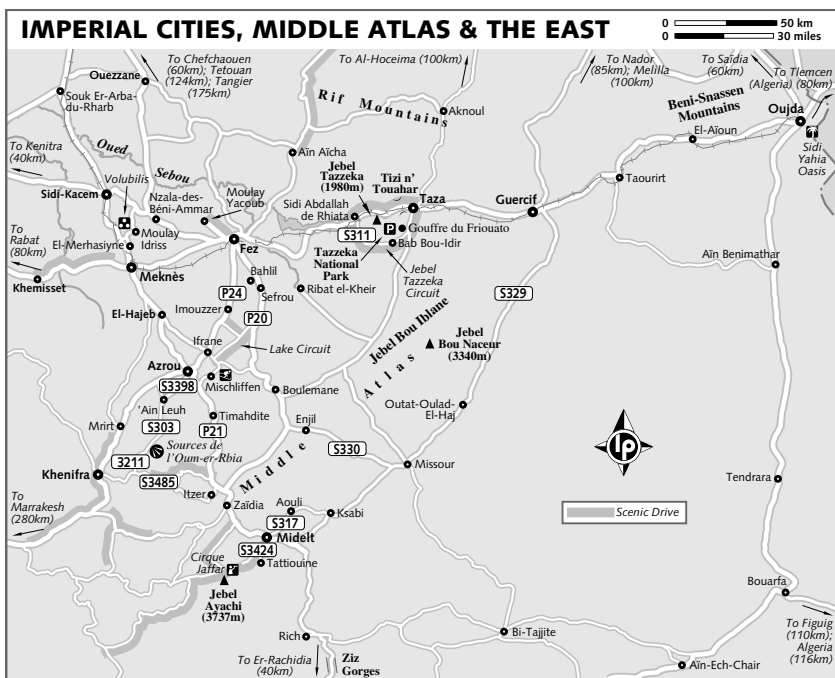 IMPERIAL CITIES, MIDDLE ATLAS & THE EAST
0 50 km
0 30 miles
To Chefchaouen
(60km); Tetouan
(124km); Tangier
(175km)
To Al-Hoceima (100km)
To Nador
(85km); Melilla
(100km)
To Saïdia
(60km)
To Tlemcen
(Algeria) (80km)
Ouezzane
Souk Er-Arba-
du-Rharb
Rif Mountains
Aknoul
Beni-Snassen
Mountains
Oujda
El-Aïoun
Sidi
Yahia
Oasis
To Kenitra
(40km)
Oued
Sebou
Aïn Aïcha
Volubilis
Jebel
Tazzeka
(1980m)
Tizi n'
Touahar
Taza
Guercif
Taourirt
Sidi-Kacem
Nzala-des-
Béni-Ammar
Moulay
Yacoub
Sidi Abdallah
de Rhiata
S311
Gouffre du Friouato
Bab Bou-Idir
Tazzeka
National
Park
Jebel
Tazzeka
Circuit
To
Rabat
(80km)
El-Merhasiyne
Moulay
Idriss
Fez
Aïn Benimathar
Khemisset
Meknès
Bahlil
P24
Sefrou
Ribat el-Kheir
S329
El-Hajeb
Imouzzer
P20
Jebel Bou Iblane
Jebel
Bou Naceur
(3340m)
Ifrane
Lake Circuit
Azrou
S3398
Mischliffen
Boulemane
'Ain Leuh
Outat-Oulad-
El-Haj
Mrirt
S303
Timahdite
Enjil
P21
Middle Atlas
S330
Sources de
l'Oum-er-Rbia
3211
Missour
Khenifra
S3485
Tendrara
Itzer
Zaïdia
Aouli
Ksabi
To
Marrakesh
(280km)
S317
Midelt
lp
Scenic Drive
S3424
Cirque
Jaffar
Tattiouine
Jebel
Ayachi
(3737m)
Bouarfa
Rich
Bi-Tajjite
To Figuig
(110km);
Algeria
(116km)
To Er-Rachidia
(40km)
Ziz
Gorges
Aïn-Ech-Chair